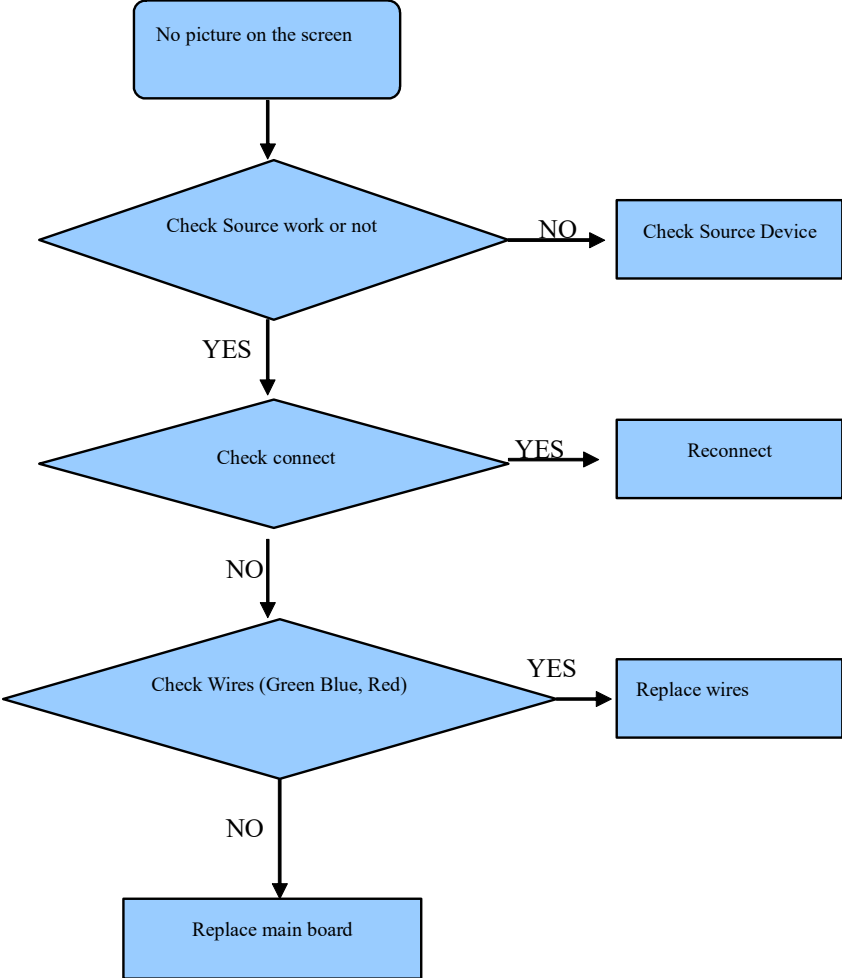 No picture on the screen
Check Source work or not
NO
Check Source Device
YES
Check connect
YES
Reconnect
NO
Check Wires (Green Blue, Red)
YES
Replace wires
NO
Replace main board